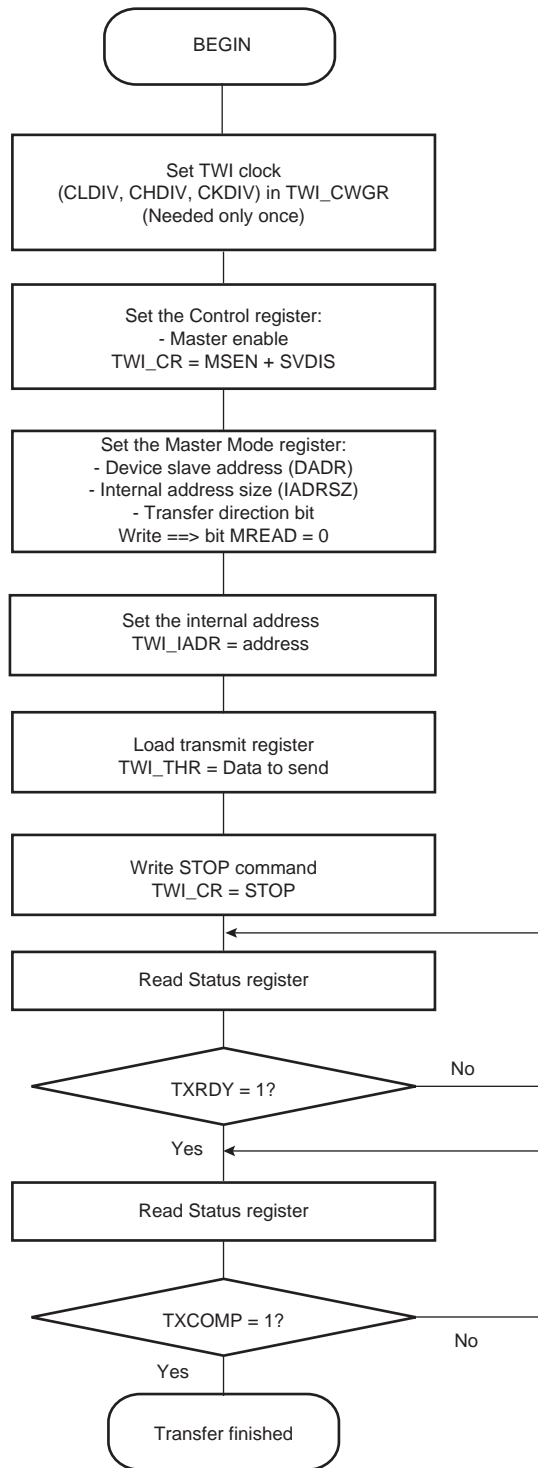 BEGIN
Set TWI clock
(CLDIV, CHDIV, CKDIV) in TWI_CWGR
(Needed only once)
Set the Control register:
- Master enable
TWI_CR = MSEN + SVDIS
Set the Master Mode register:
- Device slave address (DADR)
- Internal address size (IADRSZ)
- Transfer direction bit
Write ==> bit MREAD = 0
Set the internal address
TWI_IADR = address
Load transmit register
TWI_THR = Data to send
Write STOP command
TWI_CR = STOP
Read Status register
TXRDY = 1?
No
Yes
Read Status register
TXCOMP = 1?
No
Yes
Transfer finished